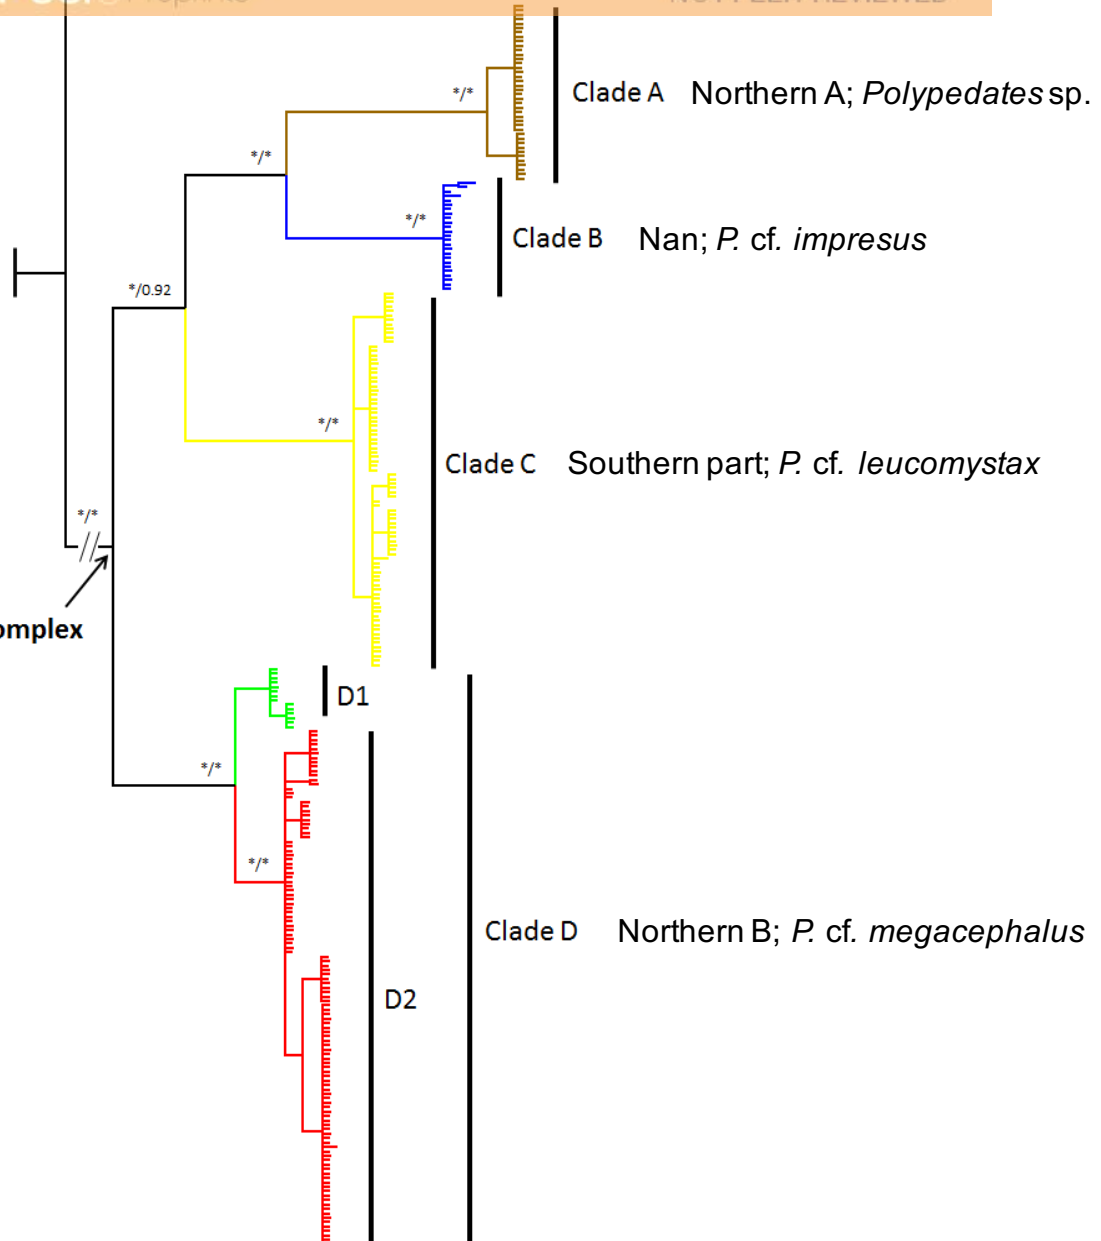 */*
Clade A Northern A; Polypedates sp.
*/*
*/*
Clade B Nan; P. cf. impresus
*/0.92
*/*
Clade C Southern part; P. cf. leucomystax
*/*
omplex
D1
*/*
*/*
Clade D Northern B; P. cf. megacephalus
D2